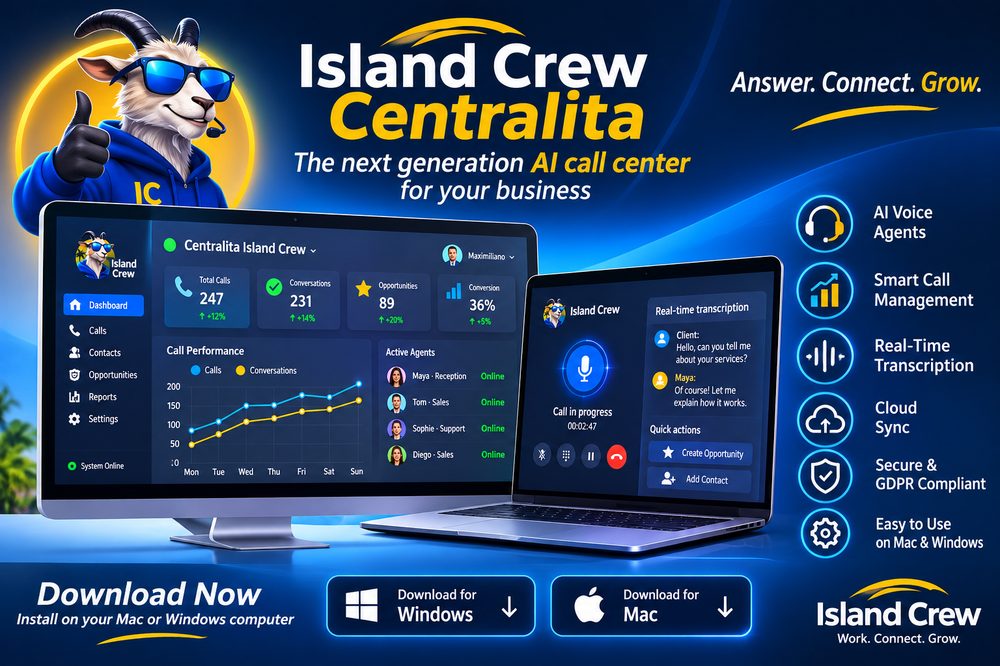 Island Crew
Centralita
The next generation AI call center
for your business
Answer. Connect. Grow.
IC
Island
Crew
Dashboard
Calls
Contacts
Opportunities
Reports
Settings
System Online
Centralita Island Crew
Maximiliano
Total Calls
247
↑ +12%
Conversations
231
↑ +14%
Opportunities
89
↑ +20%
Conversion
36%
↑ +5%
Call Performance
Calls
Conversations
200
150
100
50
:0
Mon Tue Wed Thu Fri Sat Sun
Active Agents
Maya - Reception Online
Tom - Sales Online
Sophie - Support Online
Diego - Sales Online
Island Crew
Call in progress
00:02:47
Real-time transcription
Client:
Hello, can you tell me
about your services?
Maya:
Of course! Let me
explain how it works.
Quick actions
Create Opportunity
Add Contact
AI Voice
Agents
Smart Call
Management
Real-Time
Transcription
Cloud
Sync
Secure &
GDPR Compliant
Easy to Use
on Mac & Windows
Download Now
Install on your Mac or Windows computer
Download for
Windows
Download for
Mac
Island Crew
Work. Connect. Grow.